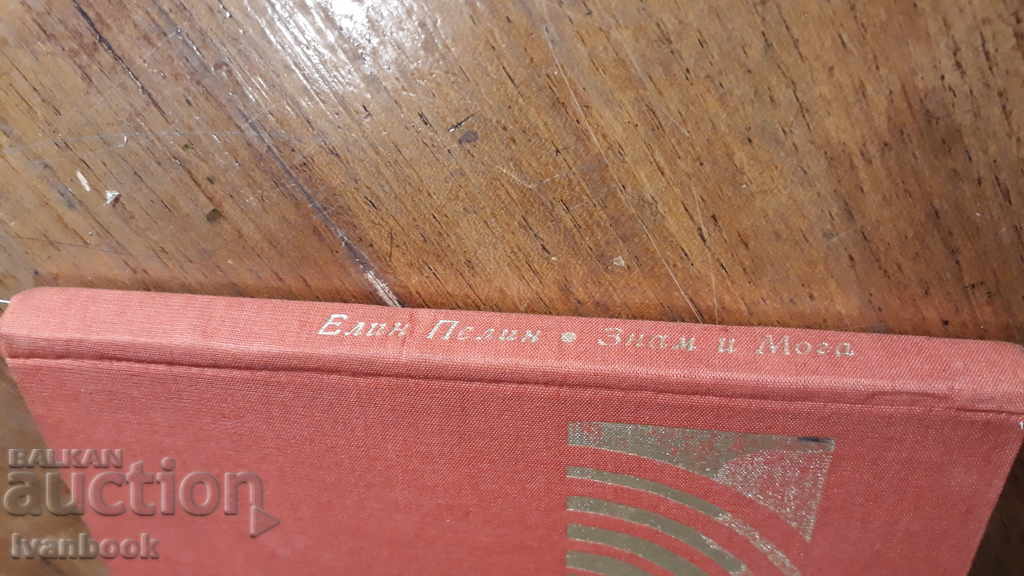 Елин Пелин • Знам и Мога
BALKAN
auction
Ivanbook